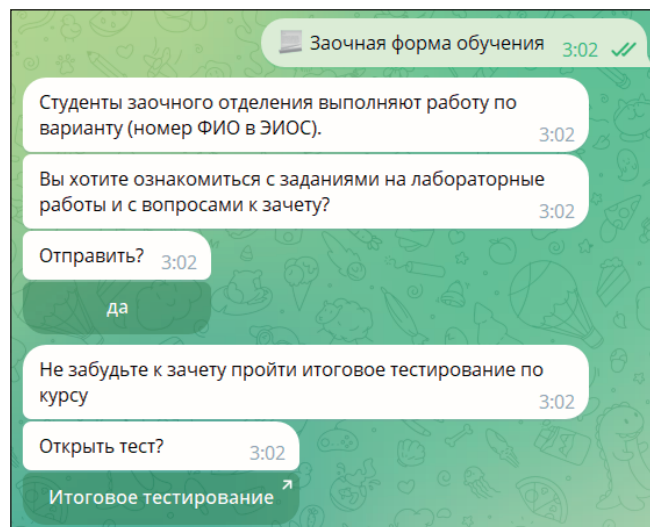 Заочная форма обучения 3:02
Студенты заочного отделения выполняют работу по
варианту (номер ФИО в ЭИОС).
3:02
Вы хотите ознакомиться с заданиями на лабораторные
работы и с вопросами к зачету?
3:02
Отправить? 3:02
да
Не забудьте к зачету пройти итоговое тестирование по
курсу
3:02
Открыть тест? 3:02
Итоговое тестирование